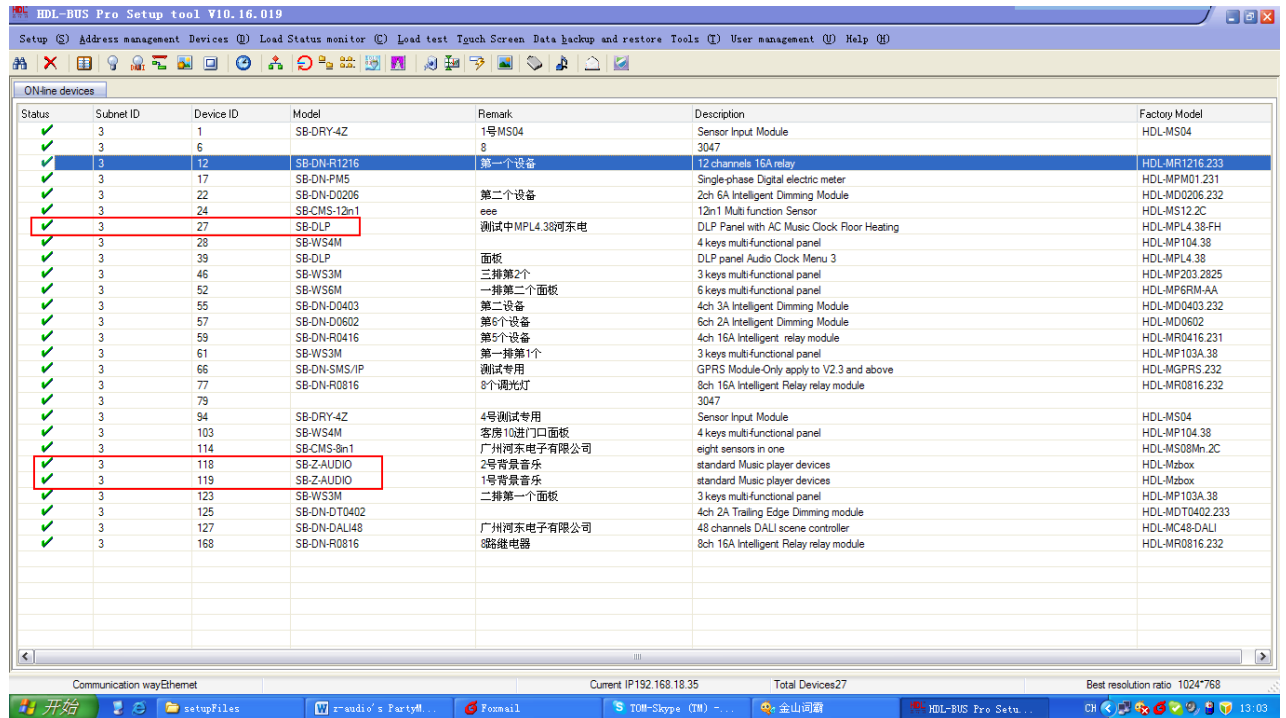 HDL-BUS Pro Setup tool V10.16.019
Setup (S) Address management Devices (D) Load Status monitor (C) Load test Touch Screen Data backup and restore Tools (T) User management (U) Help (H)
ON-line devices
Status Subnet ID Device ID Model Remark Description Factory Model
3 1 SB-DRY-4Z 1号MS04 Sensor Input Module HDL-MS04
3 6 8 3047
3 12 SB-DN-R1216 第一个设备 12 channels 16A relay HDL-MR1216.233
3 17 SB-DN-PM5 Single-phase Digital electric meter HDL-MPM01.231
3 22 SB-DN-D0206 第二个设备 2ch 6A Intelligent Dimming Module HDL-MD0206.232
3 24 SB-CMS-12in1 eee 12in1 Multi function Sensor HDL-MS12.2C
3 27 SB-DLP 测试中MPL4.38河东电 DLP Panel with AC Music Clock Floor Heating HDL-MPL4.38-FH
3 28 SB-WS4M 4 keys multi-functional panel HDL-MP104.38
3 39 SB-DLP 面板 DLP panel Audio Clock Menu 3 HDL-MPL4.38
3 46 SB-WS3M 三排第2个 3 keys multi-functional panel HDL-MP203.2825
3 52 SB-WS6M 一排第二个面板 6 keys multi-functional panel HDL-MP6RM-AA
3 55 SB-DN-D0403 第二设备 4ch 3A Intelligent Dimming Module HDL-MD0403.232
3 57 SB-DN-D0602 第6个设备 6ch 2A Intelligent Dimming Module HDL-MD0602
3 59 SB-DN-R0416 第5个设备 4ch 16A Intelligent relay module HDL-MR0416.231
3 61 SB-WS3M 第一排第1个 3 keys multi-functional panel HDL-MP103A.38
3 66 SB-DN-SMS/IP 测试专用 GPRS Module-Only apply to V2.3 and above HDL-MGPRS.232
3 77 SB-DN-R0816 8个调光灯 8ch 16A Intelligent Relay relay module HDL-MR0816.232
3 79 3047
3 94 SB-DRY-4Z 4号测试专用 Sensor Input Module HDL-MS04
3 103 SB-WS4M 客房10进门口面板 4 keys multi-functional panel HDL-MP104.38
3 114 SB-CMS-8in1 广州河东电子有限公司 eight sensors in one HDL-MS08Mn.2C
3 118 SB-Z-AUDIO 2号背景音乐 standard Music player devices HDL-Mzbox
3 119 SB-Z-AUDIO 1号背景音乐 standard Music player devices HDL-Mzbox
3 123 SB-WS3M 二排第一个面板 3 keys multi-functional panel HDL-MP103A.38
3 125 SB-DN-DT0402 4ch 2A Trailing Edge Dimming module HDL-MDT0402.233
3 127 SB-DN-DALI48 广州河东电子有限公司 48 channels DALI scene controller HDL-MC48-DALI
3 168 SB-DN-R0816 8路继电器 8ch 16A Intelligent Relay relay module HDL-MR0816.232
Communication wayEthernet Current IP192.168.18.35 Total Devices27 Best resolution ratio 1024*768
开始 setupFiles z-audio's PartyM... Foxmail TOM-Skype (TM) -... 金山词霸 HDL-BUS Pro Setu... CH 13:03